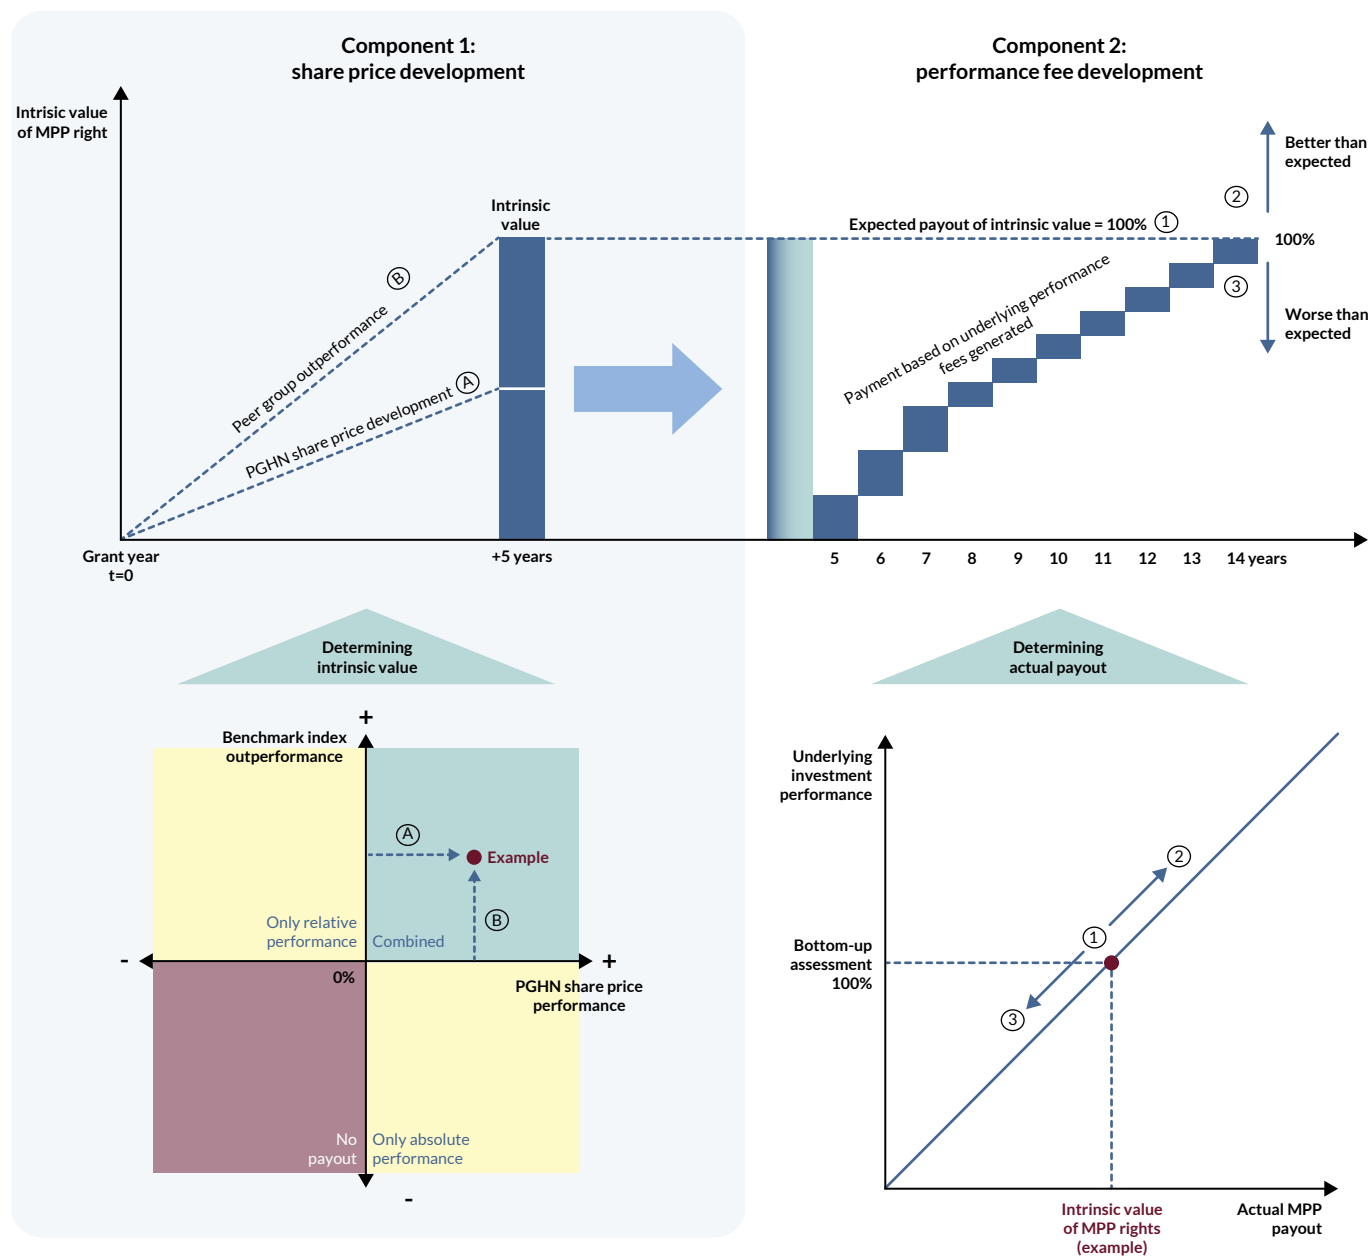 Component 1:
share price development
Component 2:
performance fee development
Intrisic value
of MPP right
Intrinsic
value
B
Peer group outperformance
A
PGHN share price development
Grant year
t=0
+5 years
Better than
expected
2
Expected payout of intrinsic value = 100% 1
100%
3
Worse than
expected
Payment based on underlying performance
fees generated
5 6 7 8 9 10 11 12 13 14 years
Determining
intrinsic value
Determining
actual payout
+
Benchmark index
outperformance
A
Example
B
Only relative
performance
Combined
-
+
0%
PGHN share price
performance
No
payout
Only absolute
performance
-
Underlying
investment
performance
2
1
Bottom-up
assessment
100%
3
Intrinsic value
of MPP rights
(example)
Actual MPP
payout